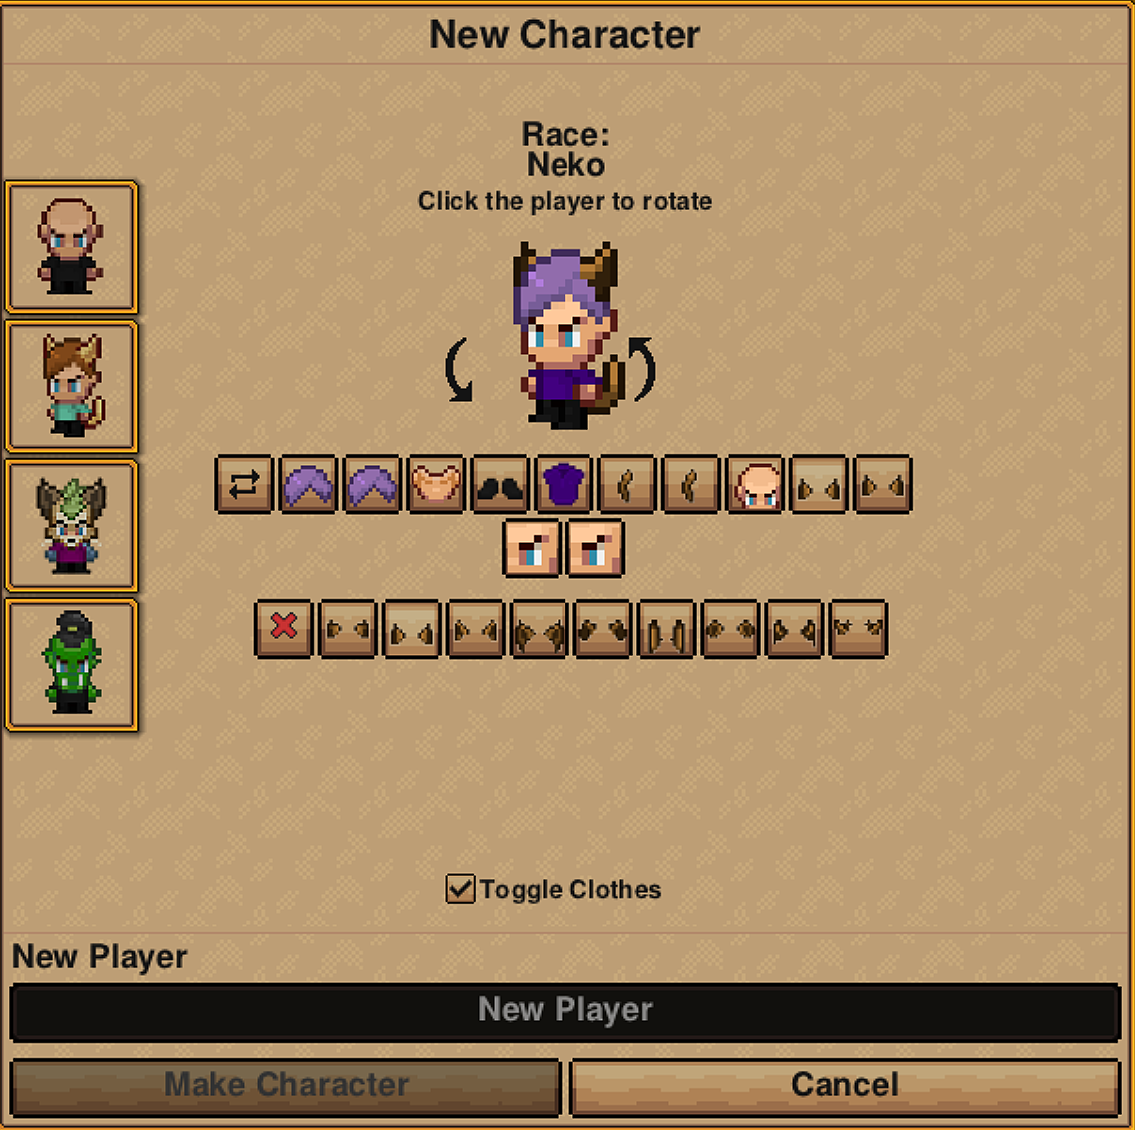 New Character
Race:
Neko
Click the player to rotate
Toggle Clothes
New Player
New Player
Make Character
Cancel